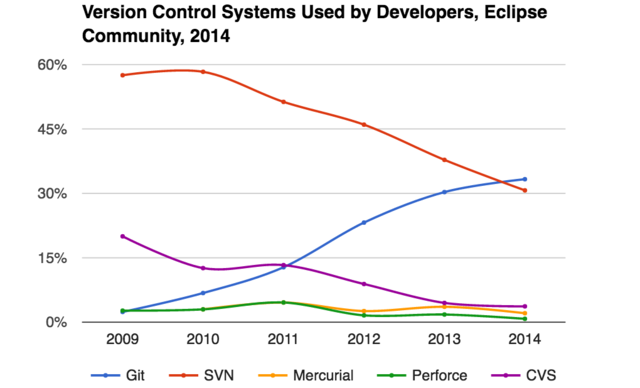 Version Control Systems Used by Developers, Eclipse
Community, 2014
60%
45%
30%
15%
0%
2009 2010 2011 2012 2013 2014
Git SVN Mercurial Perforce CVS